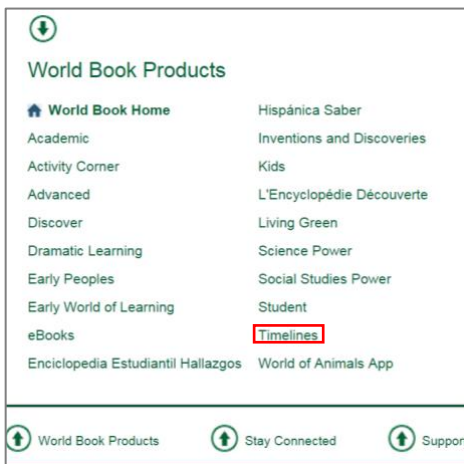 World Book Products
World Book Home
Academic
Activity Corner
Advanced
Discover
Dramatic Learning
Early Peoples
Early World of Learning
eBooks
Enciclopedia Estudiantil Hallazgos
Hispánica Saber
Inventions and Discoveries
Kids
L'Encyclopédie Découverte
Living Green
Science Power
Social Studies Power
Student
Timelines
World of Animals App
World Book Products
Stay Connected
Suppor